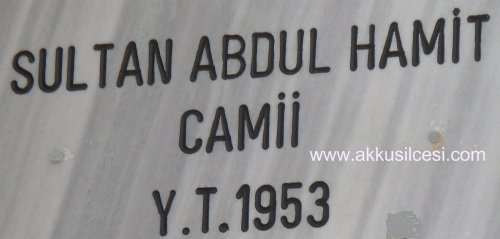 SULTAN ABDUL HAMİT
CAMİİ
www.akkusilcesi.com
Y.T.1953